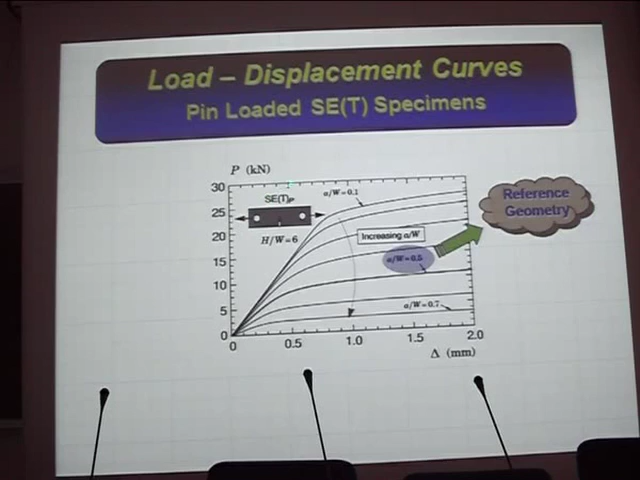 Load – Displacement Curves
Pin Loaded SE(T) Specimens
P (kN)
30
25
20
15
10
5
0
0
0.5
1.0
1.5
2.0
Δ (mm)
SE(T)P
H/W=6
a/W=0.1
Increasing a/W
a/W=0.5
a/W=0.7
Reference
Geometry